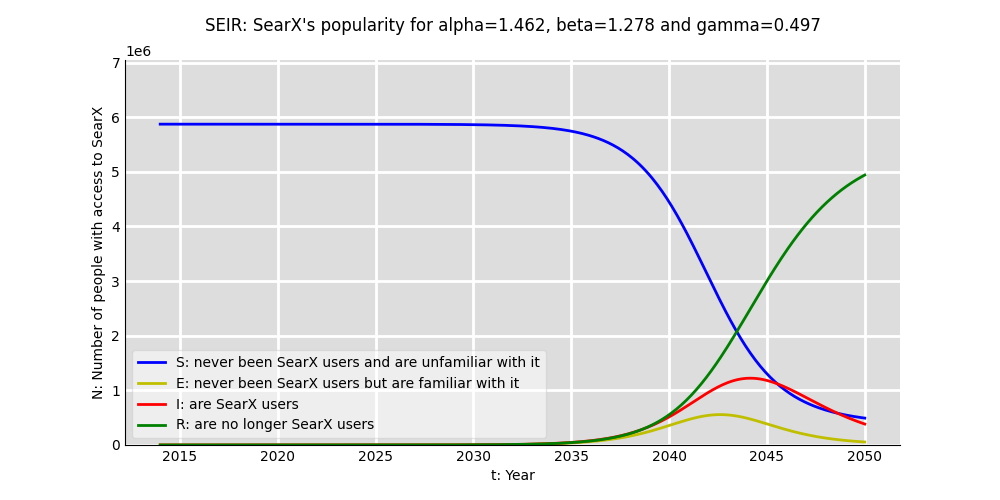 SEIR: SearX's popularity for alpha=1.462, beta=1.278 and gamma=0.497
1e6
7
6
5
4
3
2
1
0
N: Number of people with access to SearX
S: never been SearX users and are unfamiliar with it
E: never been SearX users but are familiar with it
I: are SearX users
R: are no longer SearX users
2015 2020 2025 2030 2035 2040 2045 2050
t: Year